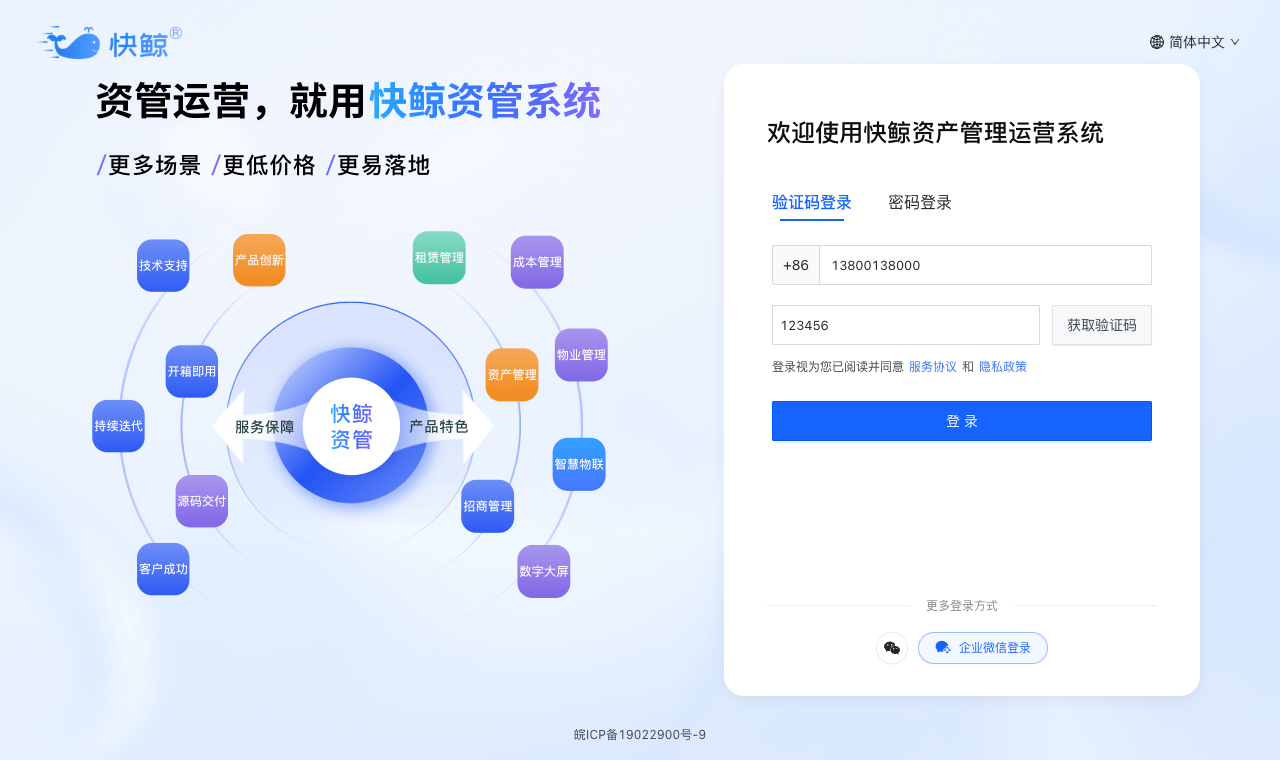 快鲸®
简体中文
资管运营，就用快鲸资管系统
/更多场景 /更低价格 /更易落地
技术支持
产品创新
租赁管理
成本管理
开箱即用
资产管理
物业管理
持续迭代
服务保障
快鲸
资管
产品特色
智慧物联
源码交付
招商管理
客户成功
数字大屏
欢迎使用快鲸资产管理运营系统
验证码登录 密码登录
+86 13800138000
123456 获取验证码
登录视为您已阅读并同意 服务协议 和 隐私政策
登 录
更多登录方式
企业微信登录
皖ICP备19022900号-9